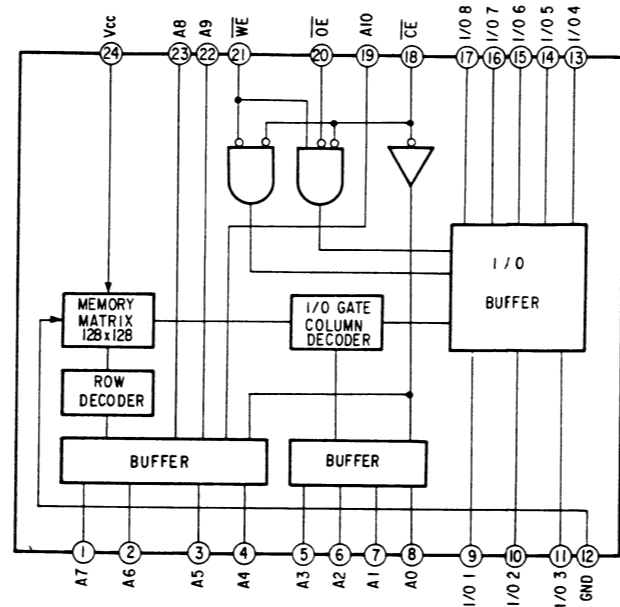 Vcc
A8
A9
WE
OE
A10
CE
I/O 8
I/O 7
I/O 6
I/O 5
I/O 4
24
23
22
21
20
19
18
17
16
15
14
13
I/O
BUFFER
MEMORY
MATRIX
128x128
I/O GATE
COLUMN
DECODER
ROW
DECODER
BUFFER
BUFFER
1
2
3
4
5
6
7
8
9
10
11
12
A7
A6
A5
A4
A3
A2
A1
A0
I/O 1
I/O 2
I/O 3
GND